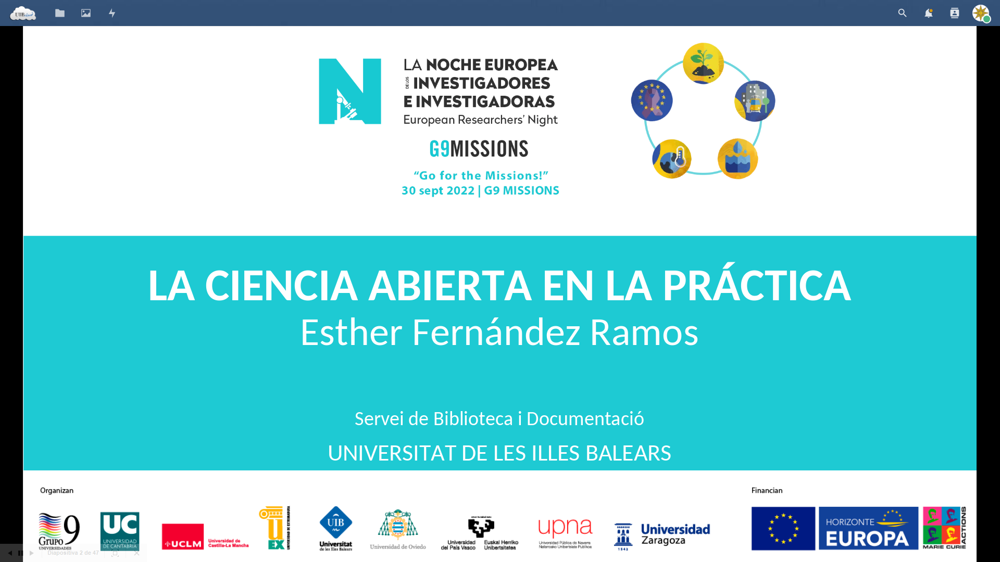 UIBcloud
LA NOCHE EUROPEA
DE LOS INVESTIGADORES
E INVESTIGADORAS
European Researchers' Night
G9MISSIONS
“Go for the Missions!”
30 sept 2022 | G9 MISSIONS
LA CIENCIA ABIERTA EN LA PRÁCTICA
Esther Fernández Ramos
Servei de Biblioteca i Documentació
UNIVERSITAT DE LES ILLES BALEARS
Organizan
Financian
Grupo 9
UNIVERSIDADES
UC
UNIVERSIDAD
DE CANTABRIA
UCLM
Universidad de
Castilla-La Mancha
UEX
UNIVERSIDAD DE EXTREMADURA
UIB
Universitat
de les Illes Balears
Universidad de Oviedo
Universidad
del País Vasco
Euskal Herriko
Unibertsitatea
upna
Universidad Pública de Navarra
Nafarroako Unibertsitate Publikoa
1542
Universidad
Zaragoza
HORIZONTE
EUROPA
MARIE CURIE
ACTIONS
Diapositiva 2 de 47